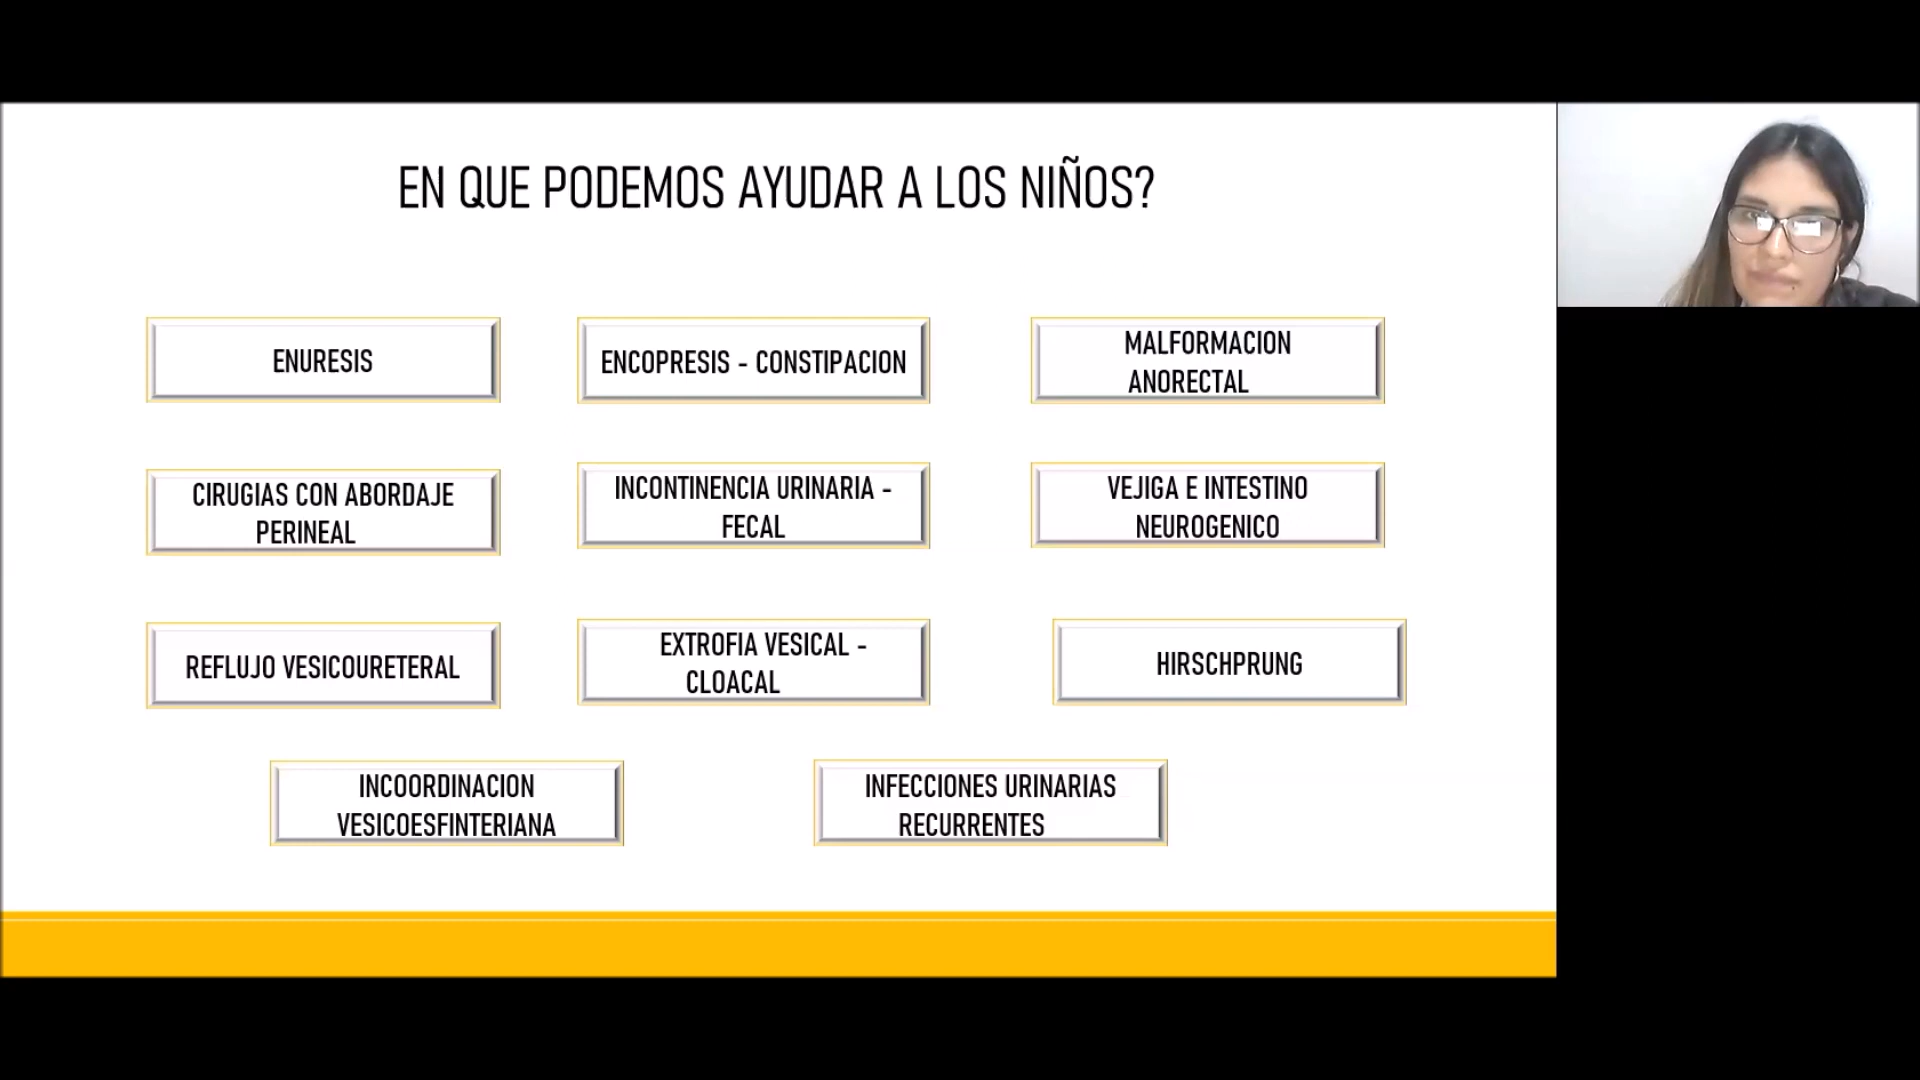 EN QUE PODEMOS AYUDAR A LOS NIÑOS?
ENURESIS
ENCOPRESIS - CONSTIPACION
MALFORMACION
ANORECTAL
CIRUGIAS CON ABORDAJE
PERINEAL
INCONTINENCIA URINARIA -
FECAL
VEJIGA E INTESTINO
NEUROGENICO
REFLUJO VESICOURETERAL
EXTROFIA VESICAL -
CLOACAL
HIRSCHPRUNG
INCOORDINACION
VESICOESFINTERIANA
INFECCIONES URINARIAS
RECURRENTES